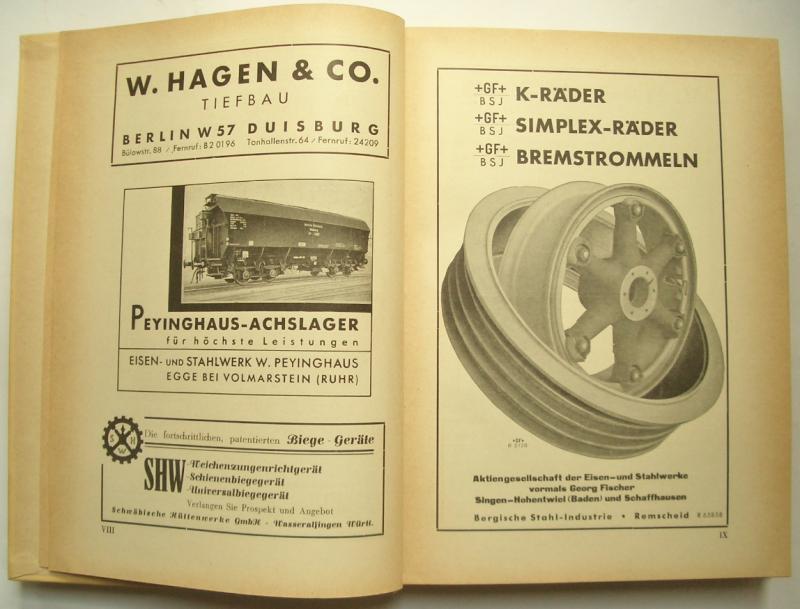 W. HAGEN & CO.
TIEFBAU
BERLIN W 57 DUISBURG
Bülowstr. 88 / Fernruf: B 2 01 96 Tonhallenstr. 64 / Fernruf: 24209
PEYINGHAUS-ACHSLAGER
für höchste Leistungen
EISEN- UND STAHLWERK W. PEYINGHAUS
EGGE BEI VOLMARSTEIN (RUHR)
S H W
Die fortschrittlichen, patentierten Biege-Geräte
SHW
-Weichenzungenrichtgerät
-Schienenbiegegerät
-Universalbiegegerät
Verlangen Sie Prospekt und Angebot
Schwäbische Hüttenwerke GmbH - Wasseralfingen Württ.
VIII
+GF+
BSJ K-RÄDER
+GF+
BSJ SIMPLEX-RÄDER
+GF+
BSJ BREMSTROMMELN
+GF+
Aktiengesellschaft der Eisen-und Stahlwerke
vormals Georg Fischer
Singen-Hohentwiel (Baden) und Schaffhausen
Bergische Stahl-Industrie • Remscheid
IX